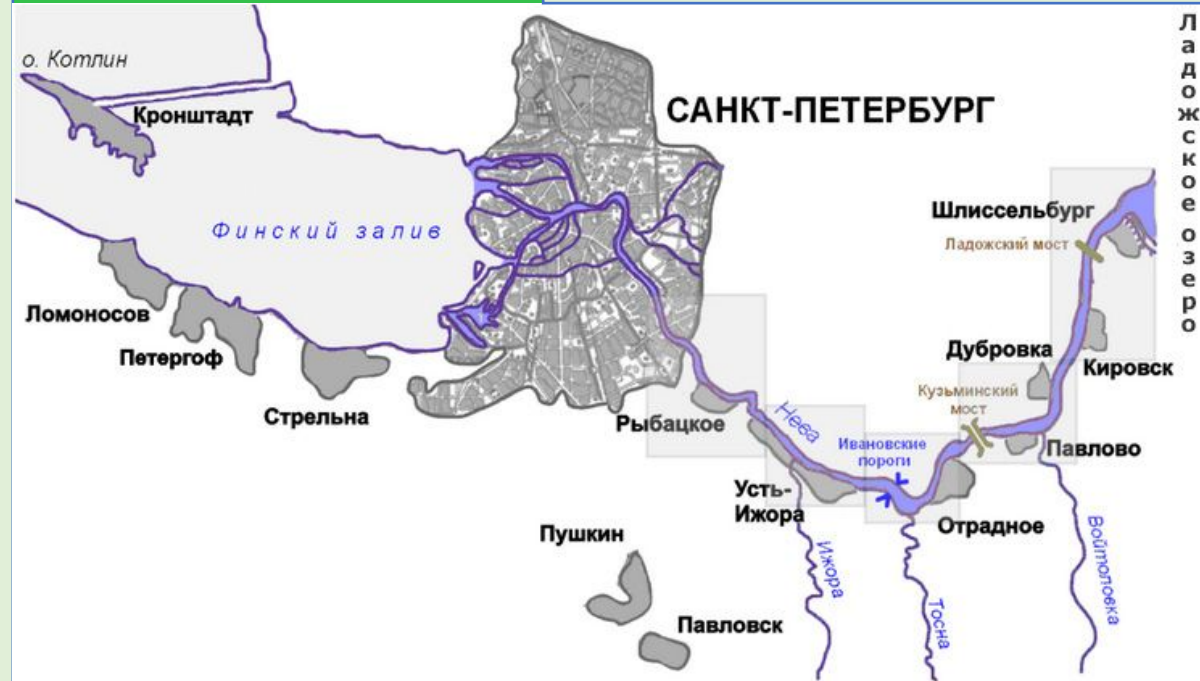 о. Котлин
Кронштадт
САНКТ-ПЕТЕРБУРГ
Ладожское озеро
Финский залив
Шлиссельбург
Ладожский мост
Ломоносов
Петергоф
Стрельна
Дубровка
Кировск
Кузьминский
мост
Рыбацкое
Нева
Ивановские
пороги
Павлово
Усть-
Ижора
Отрадное
Пушкин
Ижора
Тосна
Войтоловка
Павловск